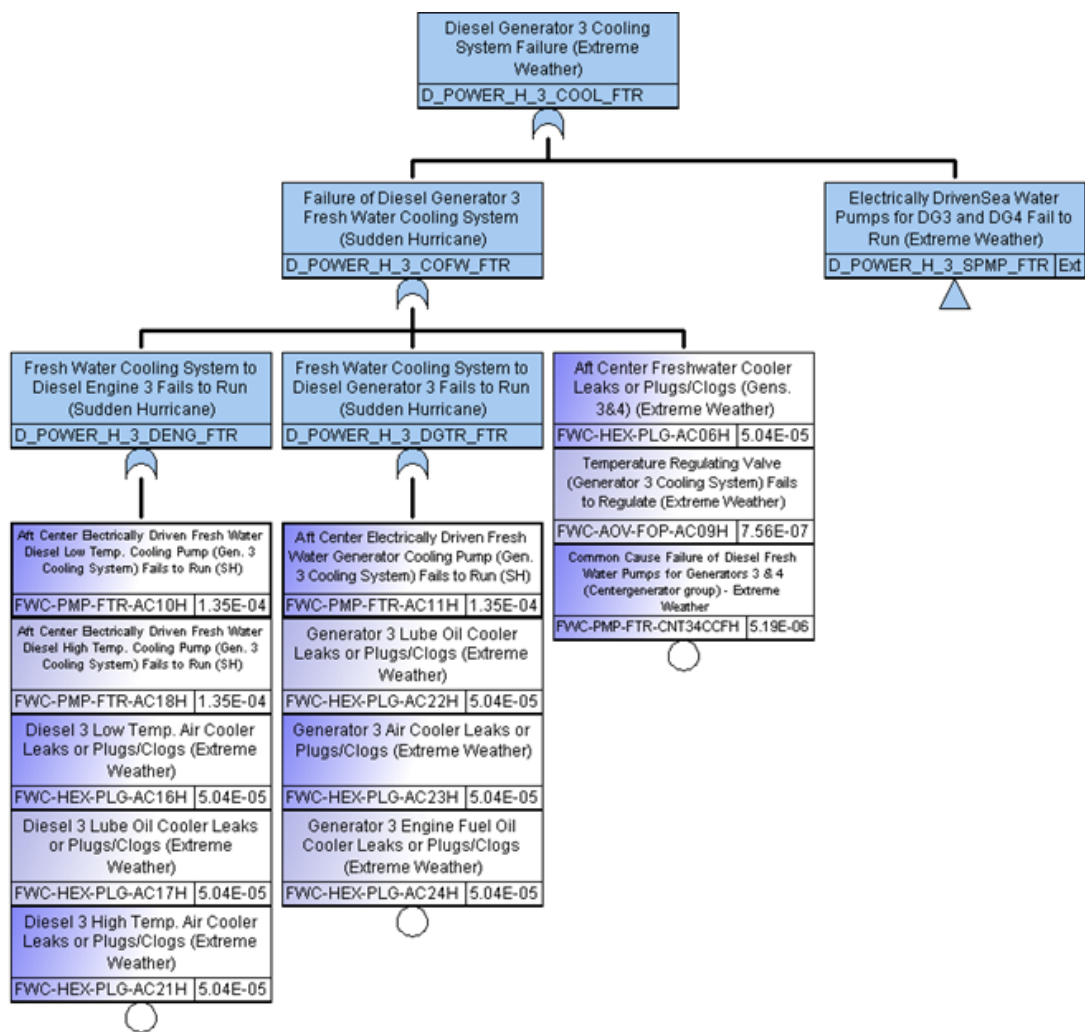 Diesel Generator 3 Cooling
System Failure (Extreme
Weather)
D_POWER_H_3_COOL_FTR
Failure of Diesel Generator 3
Fresh Water Cooling System
(Sudden Hurricane)
D_POWER_H_3_COFW_FTR
Electrically DrivenSea Water
Pumps for DG3 and DG4 Fail to
Run (Extreme Weather)
D_POWER_H_3_SPMP_FTR Ext
Fresh Water Cooling System to
Diesel Engine 3 Fails to Run
(Sudden Hurricane)
D_POWER_H_3_DENG_FTR
Fresh Water Cooling System to
Diesel Generator 3 Fails to Run
(Sudden Hurricane)
D_POWER_H_3_DGTR_FTR
Aft Center Freshwater Cooler
Leaks or Plugs/Clogs (Gens.
3&4) (Extreme Weather)
FWC-HEX-PLG-AC06H 5.04E-05
Temperature Regulating Valve
(Generator 3 Cooling System) Fails
to Regulate (Extreme Weather)
FWC-AOV-FOP-AC09H 7.56E-07
Common Cause Failure of Diesel Fresh
Water Pumps for Generators 3 & 4
(Centergenerator group) - Extreme
Weather
FWC-PMP-FTR-CNT34CCFH 5.19E-06
Aft Center Electrically Driven Fresh Water
Diesel Low Temp. Cooling Pump (Gen. 3
Cooling System) Fails to Run (SH)
FWC-PMP-FTR-AC10H 1.35E-04
Aft Center Electrically Driven Fresh Water
Diesel High Temp. Cooling Pump (Gen. 3
Cooling System) Fails to Run (SH)
FWC-PMP-FTR-AC18H 1.35E-04
Diesel 3 Low Temp. Air Cooler
Leaks or Plugs/Clogs (Extreme
Weather)
FWC-HEX-PLG-AC16H 5.04E-05
Diesel 3 Lube Oil Cooler Leaks
or Plugs/Clogs (Extreme
Weather)
FWC-HEX-PLG-AC17H 5.04E-05
Diesel 3 High Temp. Air Cooler
Leaks or Plugs/Clogs (Extreme
Weather)
FWC-HEX-PLG-AC21H 5.04E-05
Aft Center Electrically Driven Fresh
Water Generator Cooling Pump (Gen.
3 Cooling System) Fails to Run (SH)
FWC-PMP-FTR-AC11H 1.35E-04
Generator 3 Lube Oil Cooler
Leaks or Plugs/Clogs (Extreme
Weather)
FWC-HEX-PLG-AC22H 5.04E-05
Generator 3 Air Cooler Leaks or
Plugs/Clogs (Extreme Weather)
FWC-HEX-PLG-AC23H 5.04E-05
Generator 3 Engine Fuel Oil
Cooler Leaks or Plugs/Clogs
(Extreme Weather)
FWC-HEX-PLG-AC24H 5.04E-05